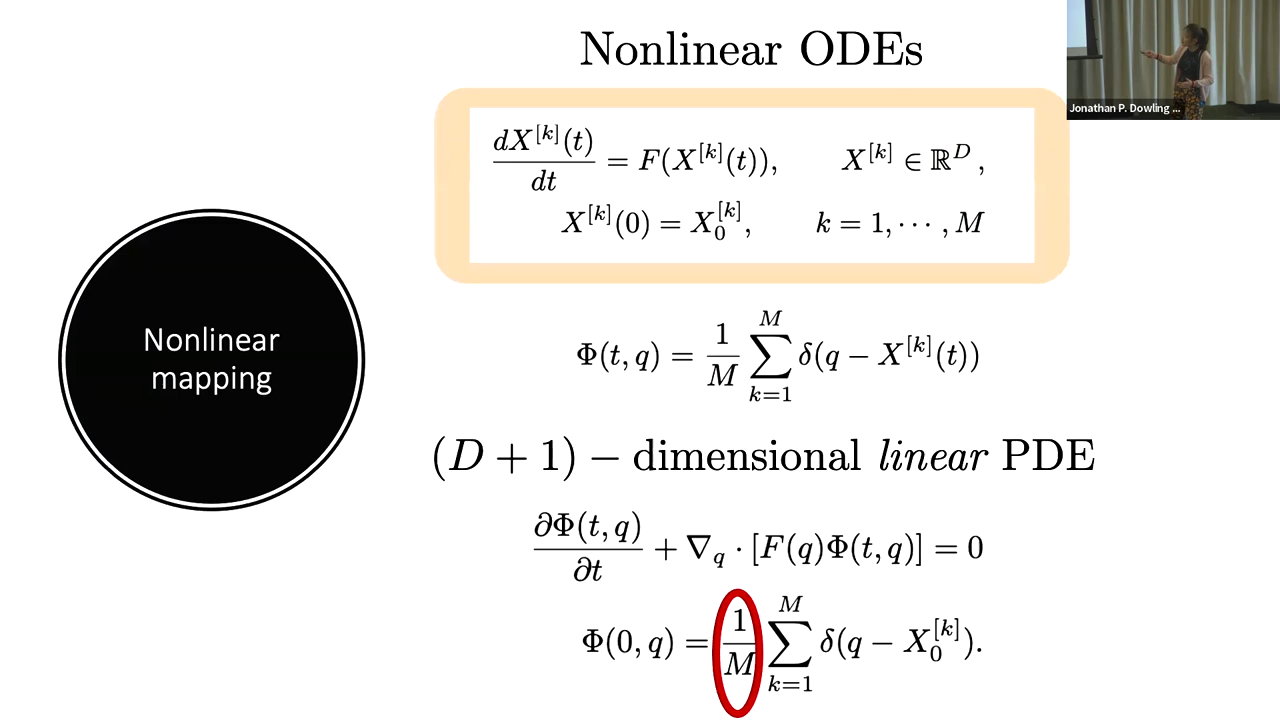 Nonlinear ODEs
Jonathan P. Dowling ...
dX^{[k]}(t)/dt = F(X^{[k]}(t)), X^{[k]} ∈ ℝ^D ,
X^{[k]}(0) = X_0^{[k]}, k = 1, ⋯ , M
Nonlinear
mapping
Φ(t, q) = 1/M ∑_{k=1}^{M} δ(q − X^{[k]}(t))
(D + 1) − dimensional linear PDE
∂Φ(t, q)/∂t + ∇_q · [F(q)Φ(t, q)] = 0
Φ(0, q) = 1/M ∑_{k=1}^{M} δ(q − X_0^{[k]}).